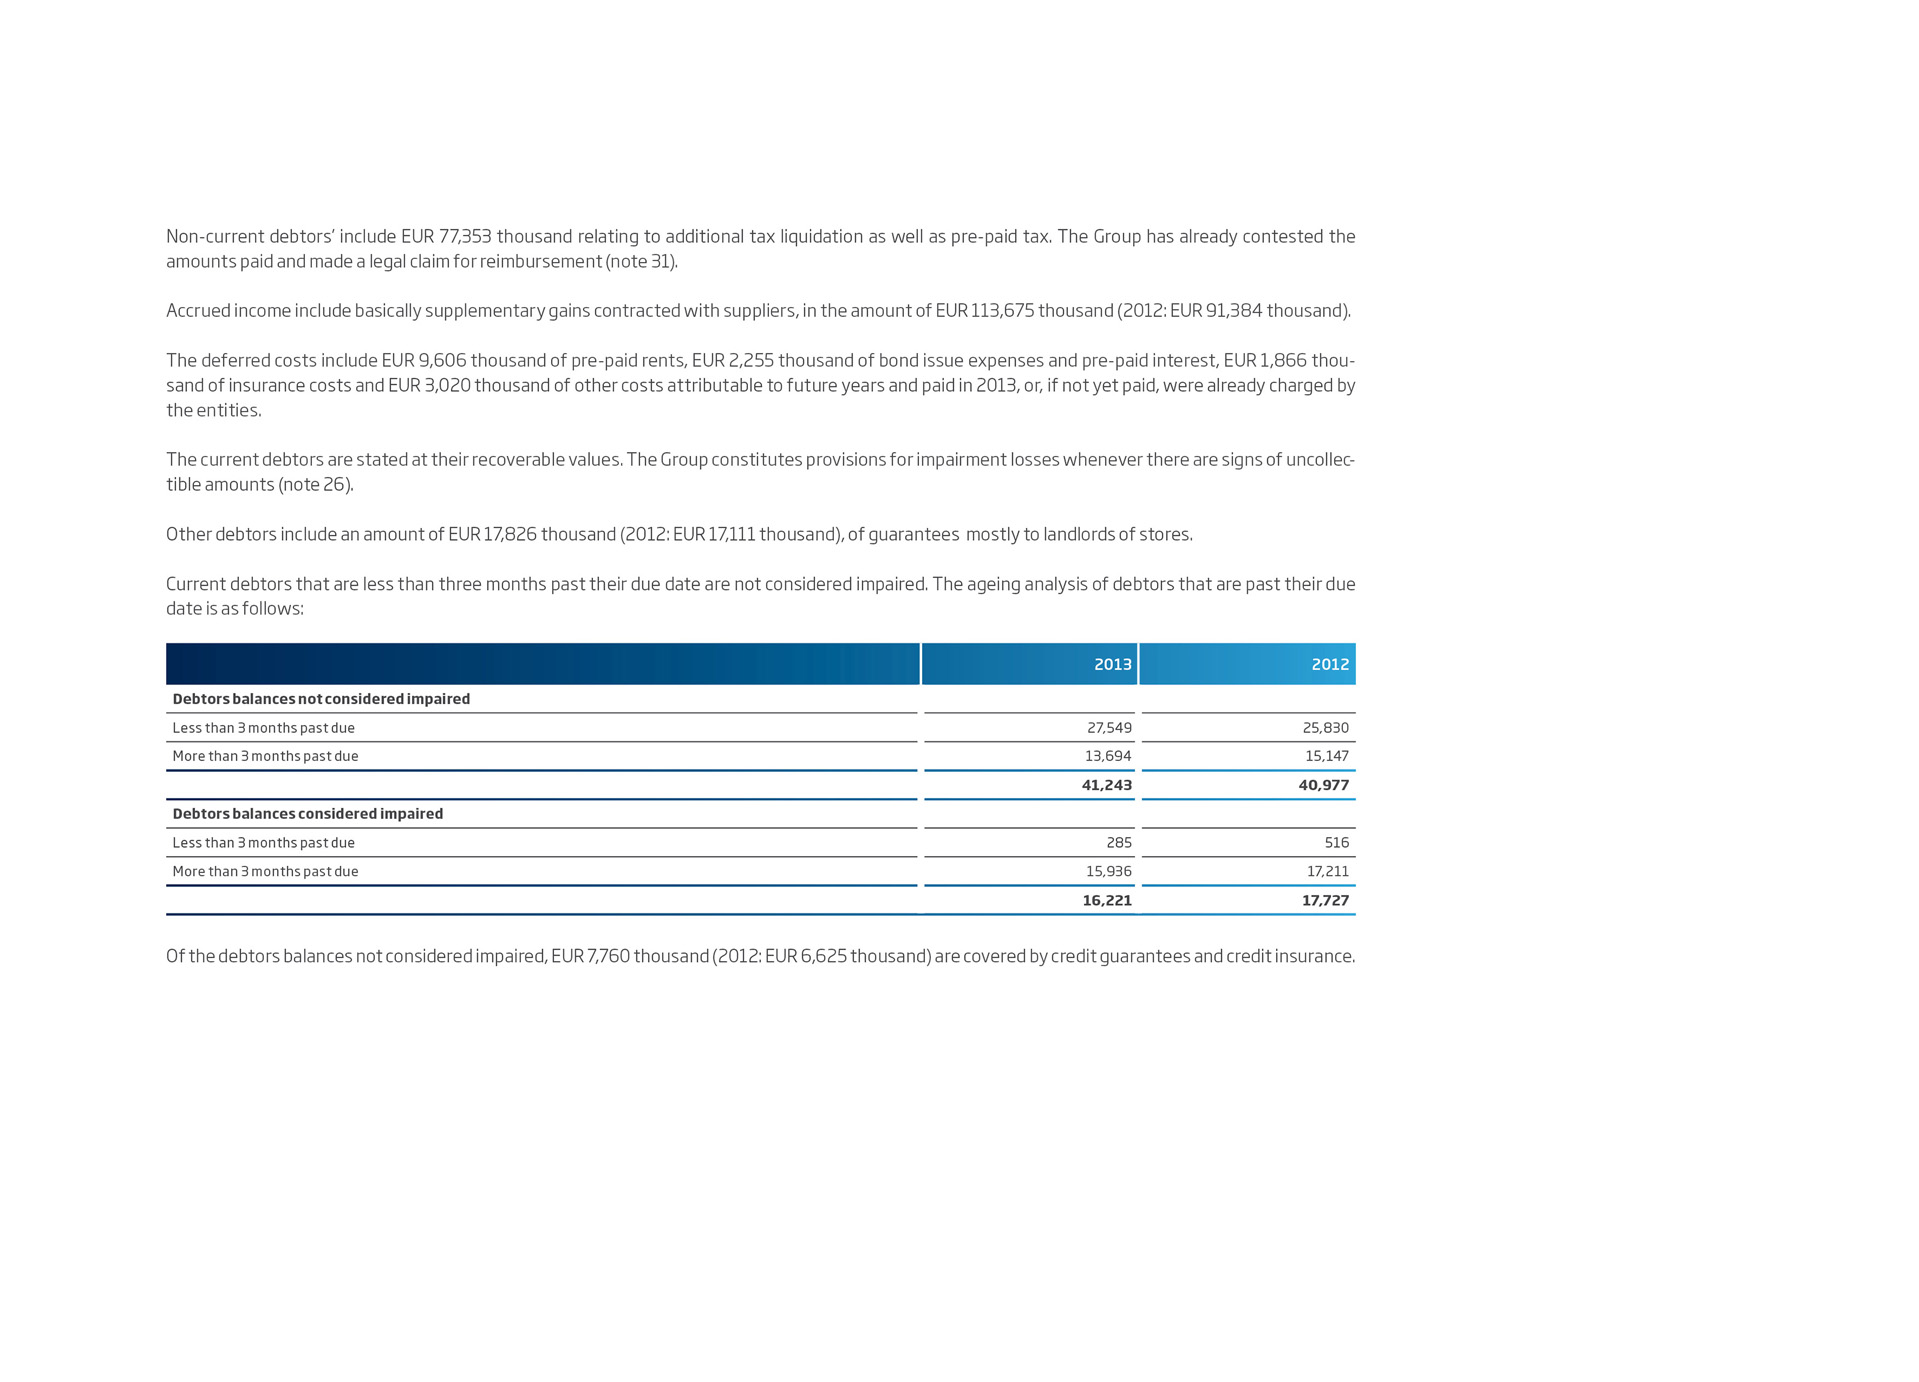 Non-current debtors’ include EUR 77,353 thousand relating to additional tax liquidation as well as pre-paid tax. The Group has already contested the
amounts paid and made a legal claim for reimbursement (note 31).
Accrued income include basically supplementary gains contracted with suppliers, in the amount of EUR 113,675 thousand (2012: EUR 91,384 thousand).
The deferred costs include EUR 9,606 thousand of pre-paid rents, EUR 2,255 thousand of bond issue expenses and pre-paid interest, EUR 1,866 thou-
sand of insurance costs and EUR 3,020 thousand of other costs attributable to future years and paid in 2013, or, if not yet paid, were already charged by
the entities.
The current debtors are stated at their recoverable values. The Group constitutes provisions for impairment losses whenever there are signs of uncollec-
tible amounts (note 26).
Other debtors include an amount of EUR 17,826 thousand (2012: EUR 17,111 thousand), of guarantees mostly to landlords of stores.
Current debtors that are less than three months past their due date are not considered impaired. The ageing analysis of debtors that are past their due
date is as follows:
2013 2012
Debtors balances not considered impaired
Less than 3 months past due 27,549 25,830
More than 3 months past due 13,694 15,147
41,243 40,977
Debtors balances considered impaired
Less than 3 months past due 285 516
More than 3 months past due 15,936 17,211
16,221 17,727
Of the debtors balances not considered impaired, EUR 7,760 thousand (2012: EUR 6,625 thousand) are covered by credit guarantees and credit insurance.